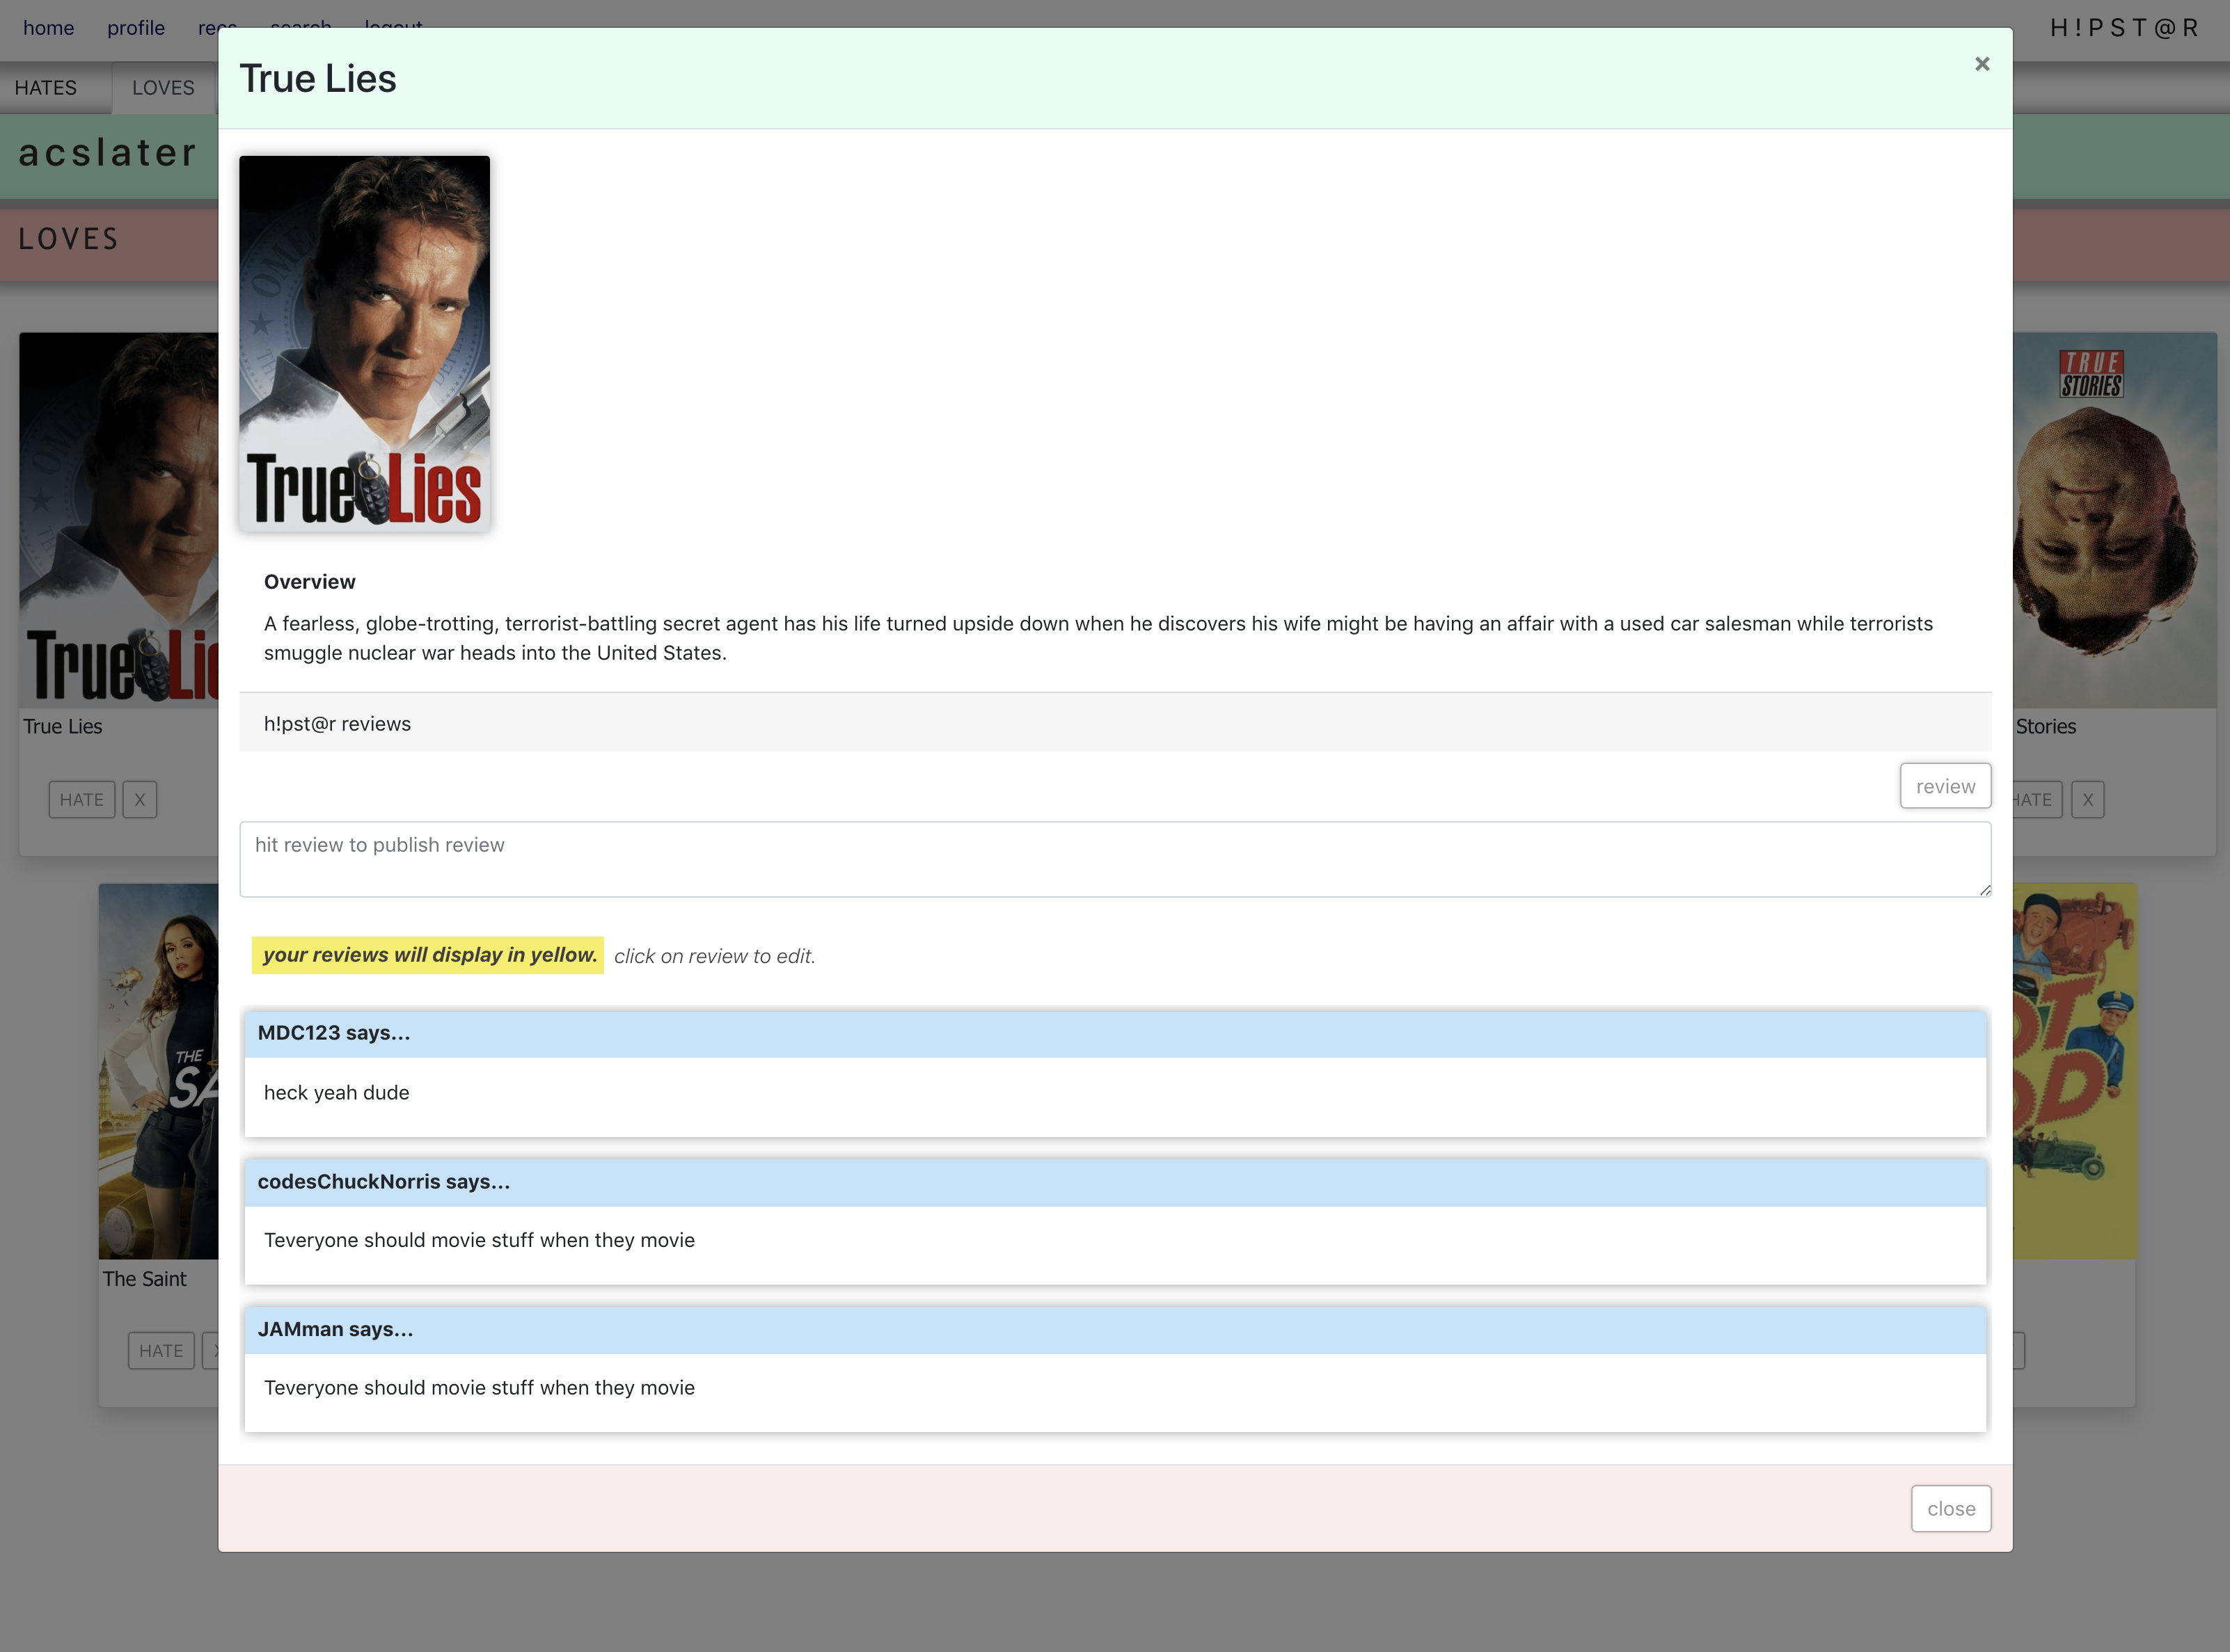 home profile recs search logout
H!PST@R
HATES LOVES
acslater
LOVES
True Lies
×
True Lies
Overview
A fearless, globe-trotting, terrorist-battling secret agent has his life turned upside down when he discovers his wife might be having an affair with a used car salesman while terrorists
smuggle nuclear war heads into the United States.
h!pst@r reviews
review
hit review to publish review
your reviews will display in yellow. click on review to edit.
MDC123 says...
heck yeah dude
codesChuckNorris says...
Teveryone should movie stuff when they movie
JAMman says...
Teveryone should movie stuff when they movie
close
True
True Lies
HATE X
THE
The Saint
HATE
TRUE
STORIES
Stories
HATE X